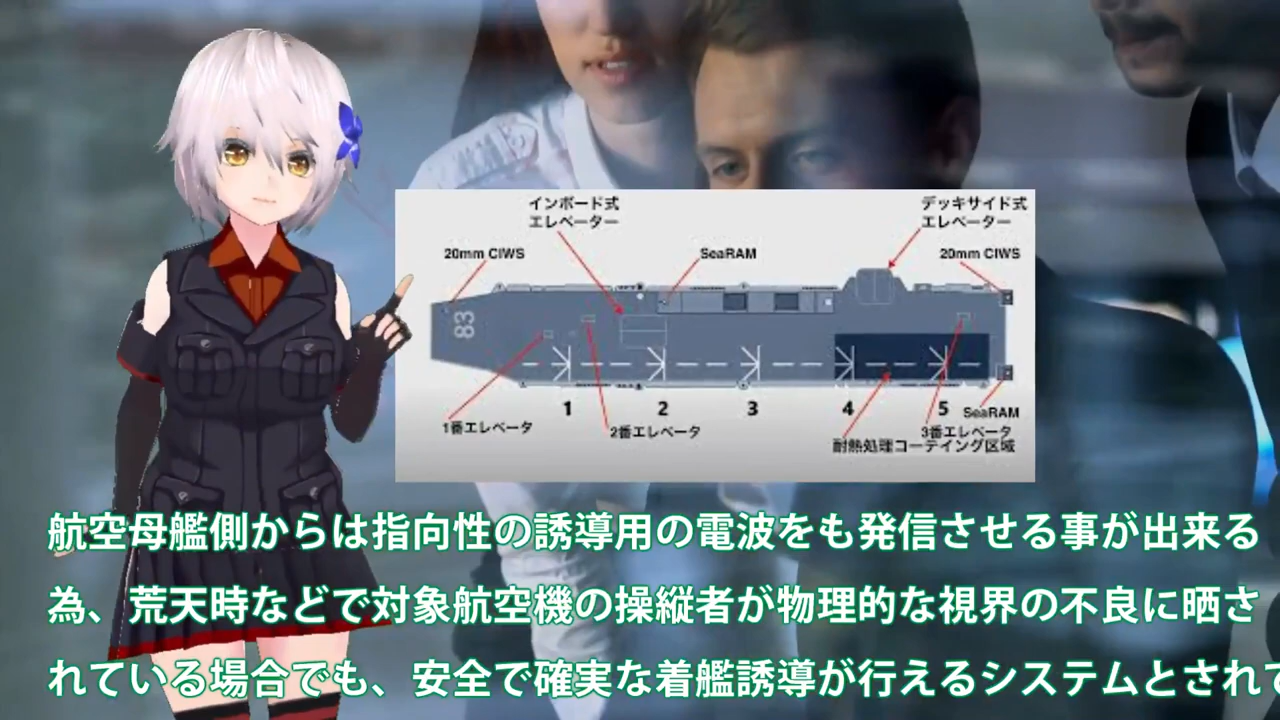 インボード式
エレベーター
デッキサイド式
エレベーター
20mm CIWS
SeaRAM
20mm CIWS
83
1 2 3 4 5
SeaRAM
1番エレベータ
2番エレベータ
3番エレベータ
耐熱処理コーテイング区域
航空母艦側からは指向性の誘導用の電波をも発信させる事が出来る
為、荒天時などで対象航空機の操縦者が物理的な視界の不良に晒さ
れている場合でも、安全で確実な着艦誘導が行えるシステムとされて